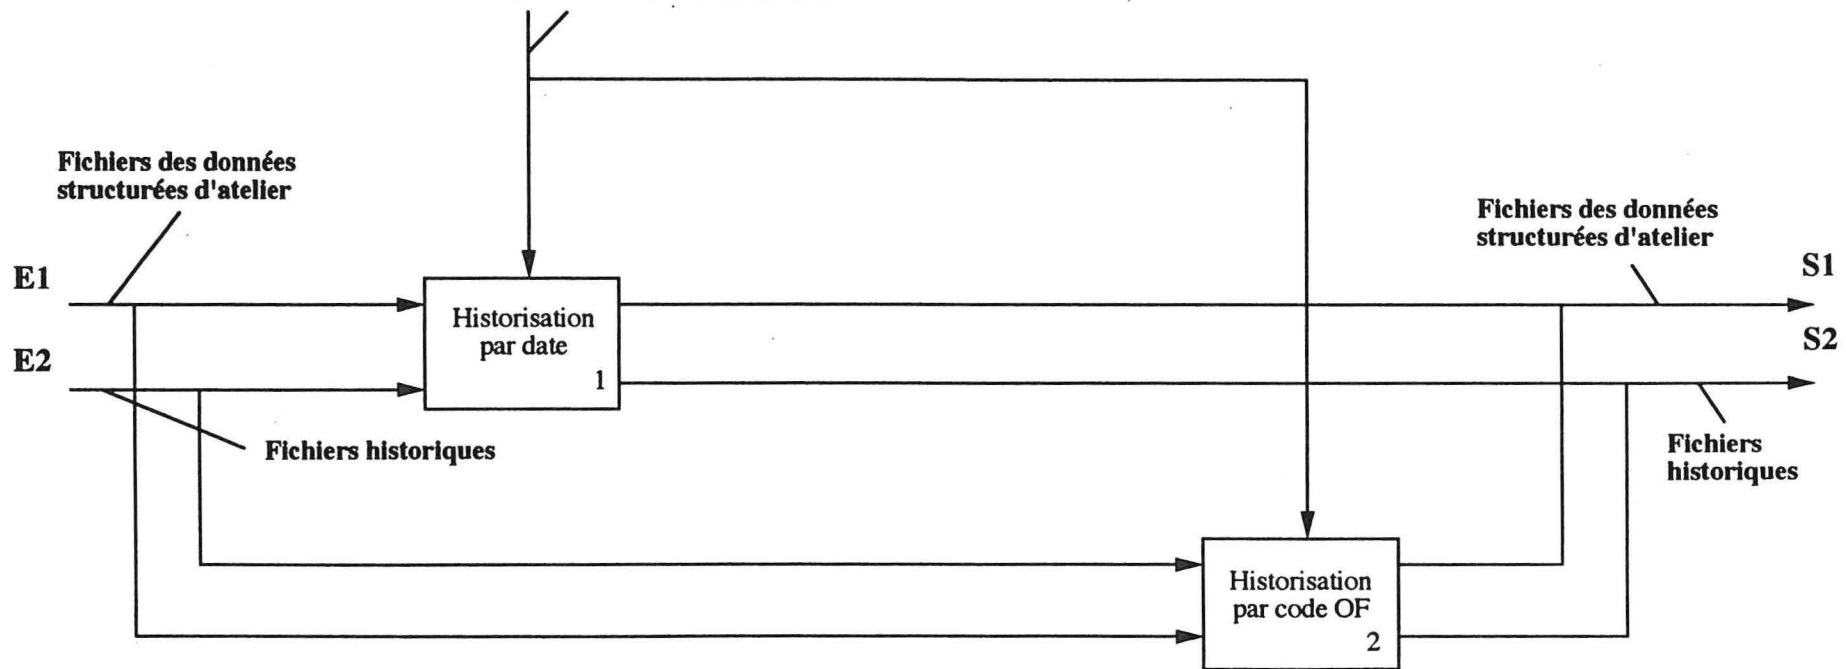 Fichiers des données
structurées d'atelier
E1
E2
Fichiers historiques
Historisation
par date
1
Historisation
par code OF
2
Fichiers des données
structurées d'atelier
S1
S2
Fichiers
historiques